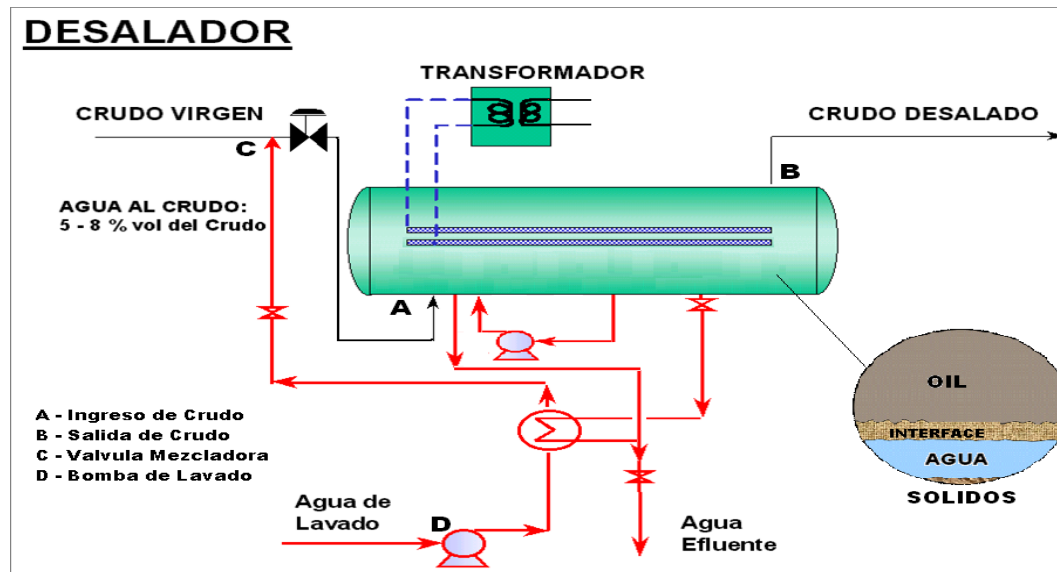 DESALADOR
TRANSFORMADOR
CRUDO VIRGEN
CRUDO DESALADO
C
B
AGUA AL CRUDO:
5 - 8 % vol del Crudo
A
A - Ingreso de Crudo
B - Salida de Crudo
C - Valvula Mezcladora
D - Bomba de Lavado
OIL
INTERFACE
AGUA
SOLIDOS
Agua de
Lavado
D
Agua
Efluente